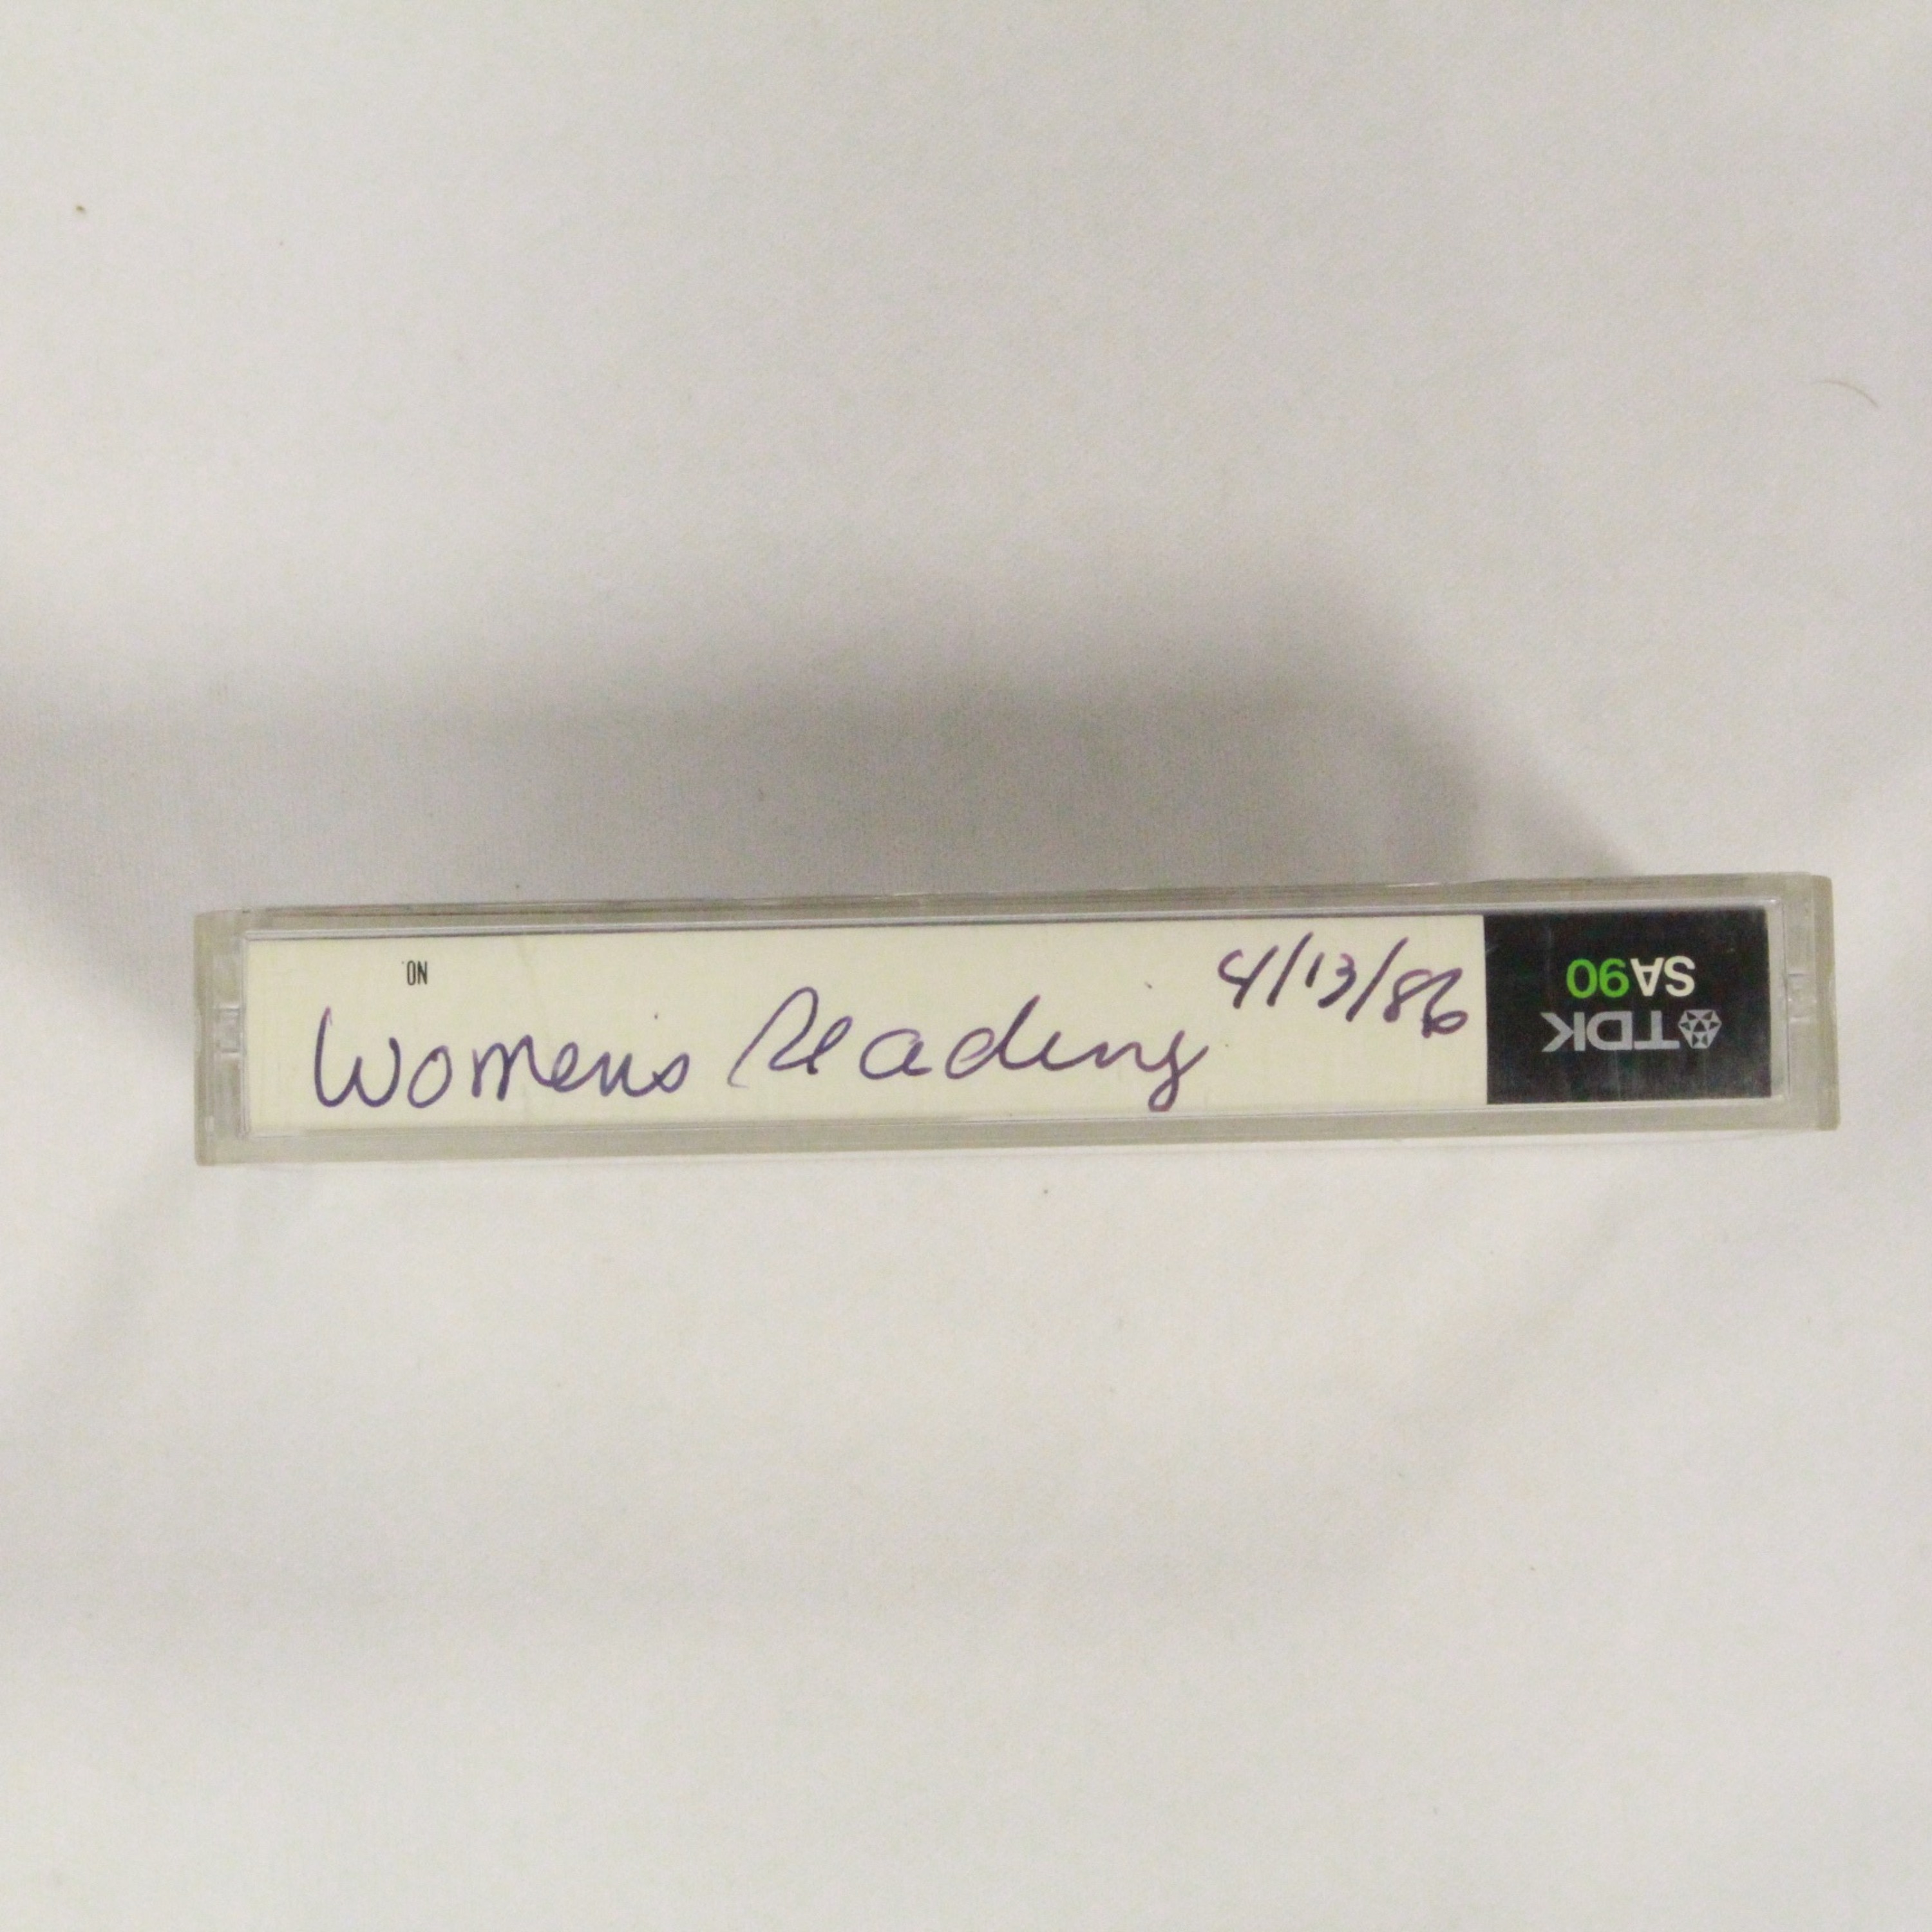 4/13/86
Womens Reading
NO.
TDK
SA90